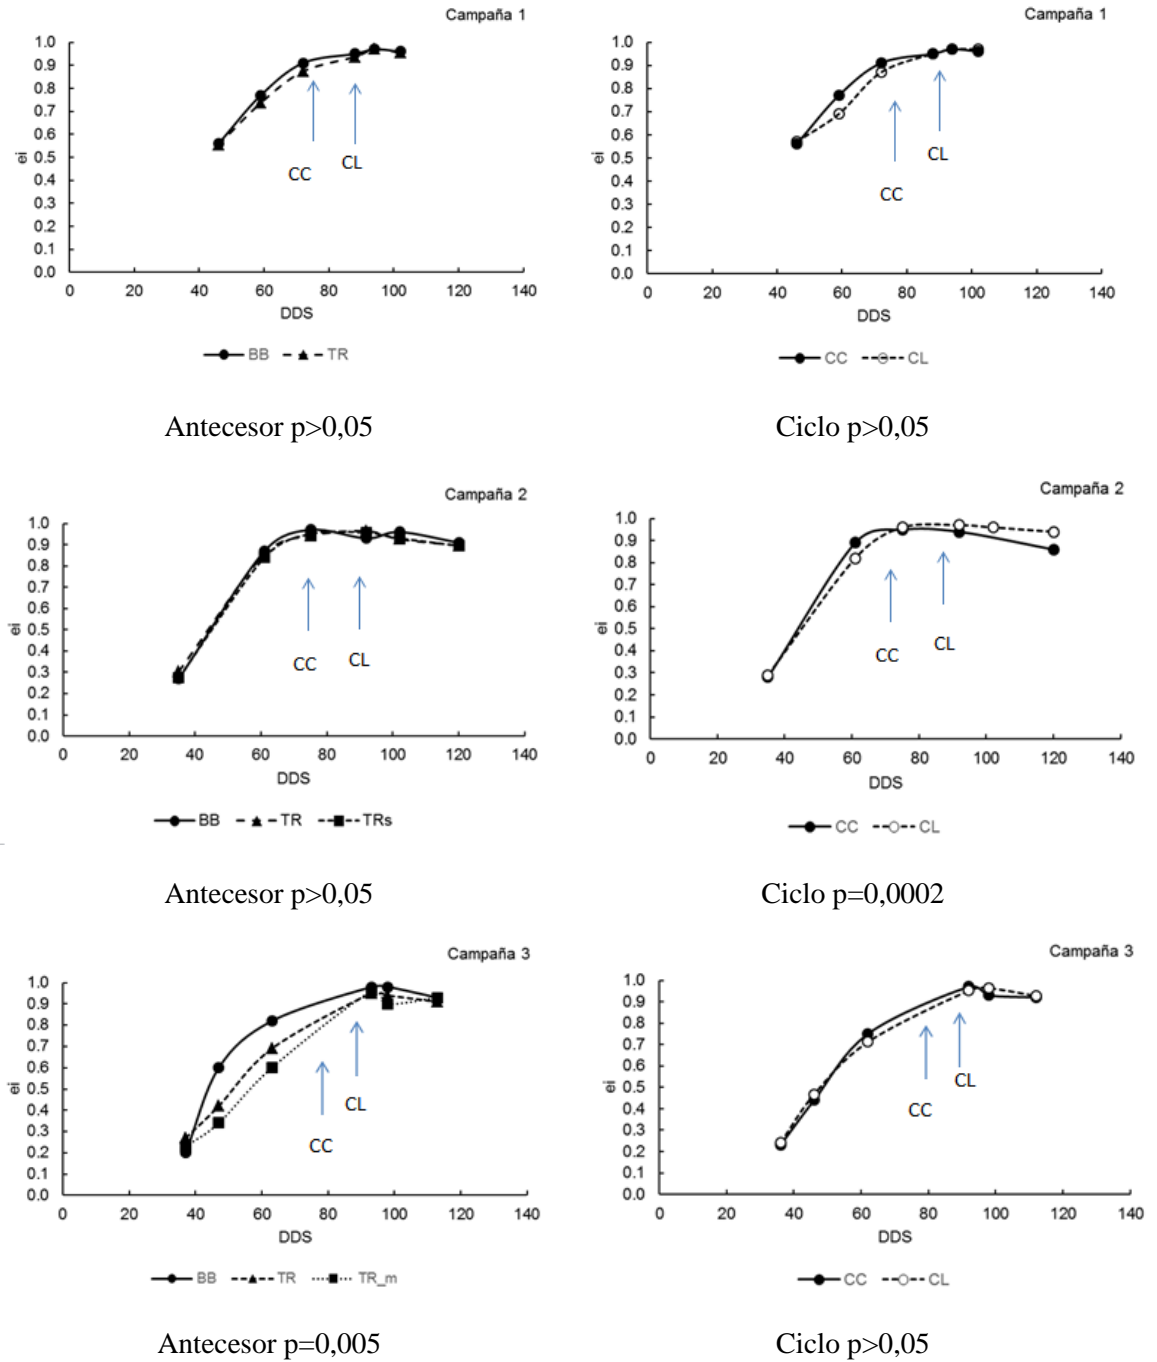 Campaña 1
1.0
0.9
0.8
0.7
0.6
0.5
0.4
0.3
0.2
0.1
0.0
ei
CC
CL
0 20 40 60 80 100 120 140
DDS
BB TR
Antecesor p>0,05
Campaña 1
1.0
0.9
0.8
0.7
0.6
0.5
0.4
0.3
0.2
0.1
0.0
ei
CL
CC
0 20 40 60 80 100 120 140
DDS
CC CL
Ciclo p>0,05
Campaña 2
1.0
0.9
0.8
0.7
0.6
0.5
0.4
0.3
0.2
0.1
0.0
ei
CC
CL
0 20 40 60 80 100 120 140
DDS
BB TR TRs
Antecesor p>0,05
Campaña 2
1.0
0.9
0.8
0.7
0.6
0.5
0.4
0.3
0.2
0.1
0.0
ei
CL
CC
0 20 40 60 80 100 120 140
DDS
CC CL
Ciclo p=0,0002
Campaña 3
1.0
0.9
0.8
0.7
0.6
0.5
0.4
0.3
0.2
0.1
0.0
ei
CL
CC
0 20 40 60 80 100 120 140
DDS
BB TR TR_m
Antecesor p=0,005
Campaña 3
1.0
0.9
0.8
0.7
0.6
0.5
0.4
0.3
0.2
0.1
0.0
ei
CL
CC
0 20 40 60 80 100 120 140
DDS
CC CL
Ciclo p>0,05